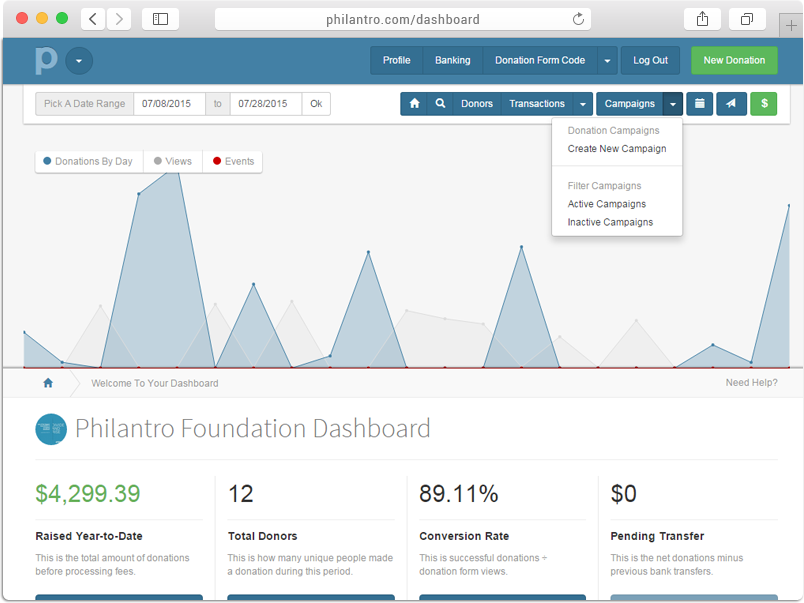 philantro.com/dashboard
p
Profile Banking Donation Form Code Log Out New Donation
Pick A Date Range 07/08/2015 to 07/28/2015 Ok
Donors Transactions Campaigns $
Donation Campaigns
Create New Campaign
Filter Campaigns
Active Campaigns
Inactive Campaigns
Donations By Day Views Events
Welcome To Your Dashboard Need Help?
Philantro Foundation Dashboard
$4,299.39 12 89.11% $0
Raised Year-to-Date Total Donors Conversion Rate Pending Transfer
This is the total amount of donations This is how many unique people made This is successful donations ÷ This is the net donations minus
before processing fees. a donation during this period. donation form views. previous bank transfers.